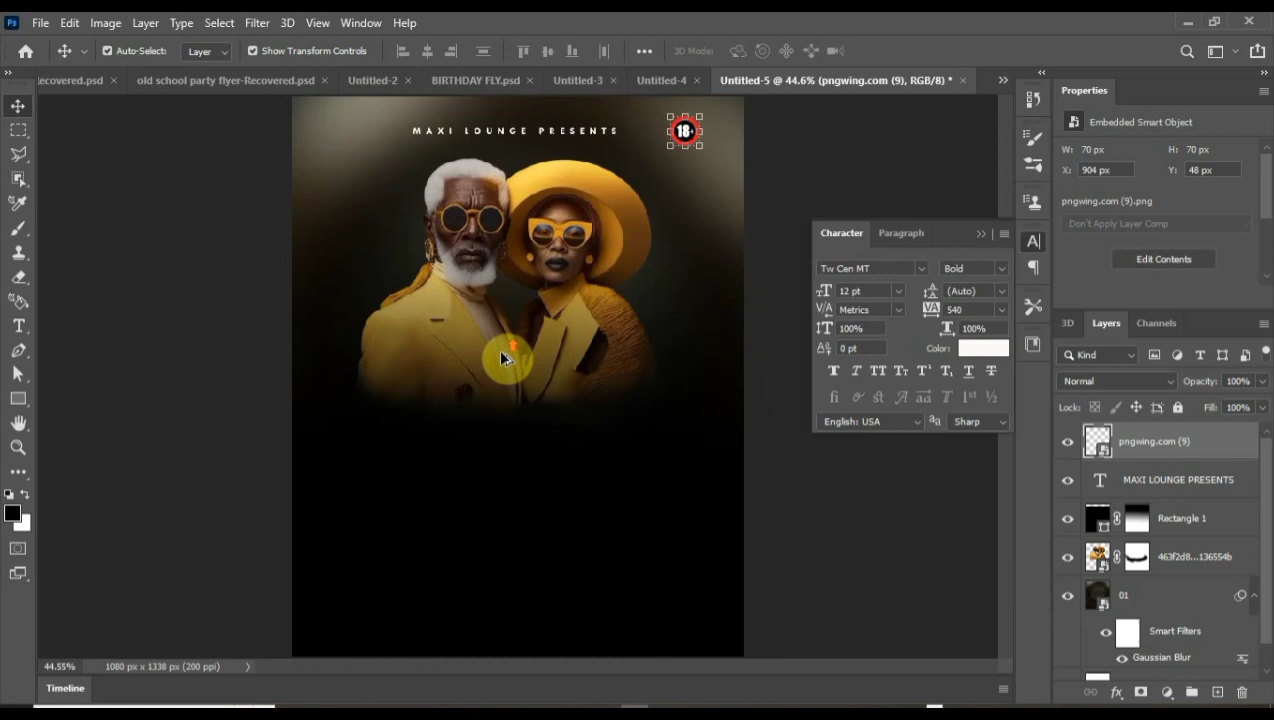 Ps File Edit Image Layer Type Select Filter 3D View Window Help
Auto-Select: Layer Show Transform Controls 3D Mode:
ecovered.psd × old school party flyer-Recovered.psd × Untitled-2 × BIRTHDAY FLY.psd × Untitled-3 × Untitled-4 × Untitled-5 @ 44.6% (pngwing.com (9), RGB/8) * ×
MAXI LOUNGE PRESENTS
18+
Character Paragraph
Tw Cen MT Bold
12 pt (Auto)
Metrics 540
100% 100%
0 pt Color:
English: USA Sharp
Properties
Embedded Smart Object
W: 70 px H: 70 px
X: 904 px Y: 48 px
pngwing.com (9).png
Don't Apply Layer Comp
Edit Contents
3D Layers Channels
Kind
Normal Opacity: 100%
Lock: Fill: 100%
pngwing.com (9)
MAXI LOUNGE PRESENTS
Rectangle 1
463f2d8...136554b
01
Smart Filters
Gaussian Blur
44.55% 1080 px x 1338 px (200 ppi)
Timeline